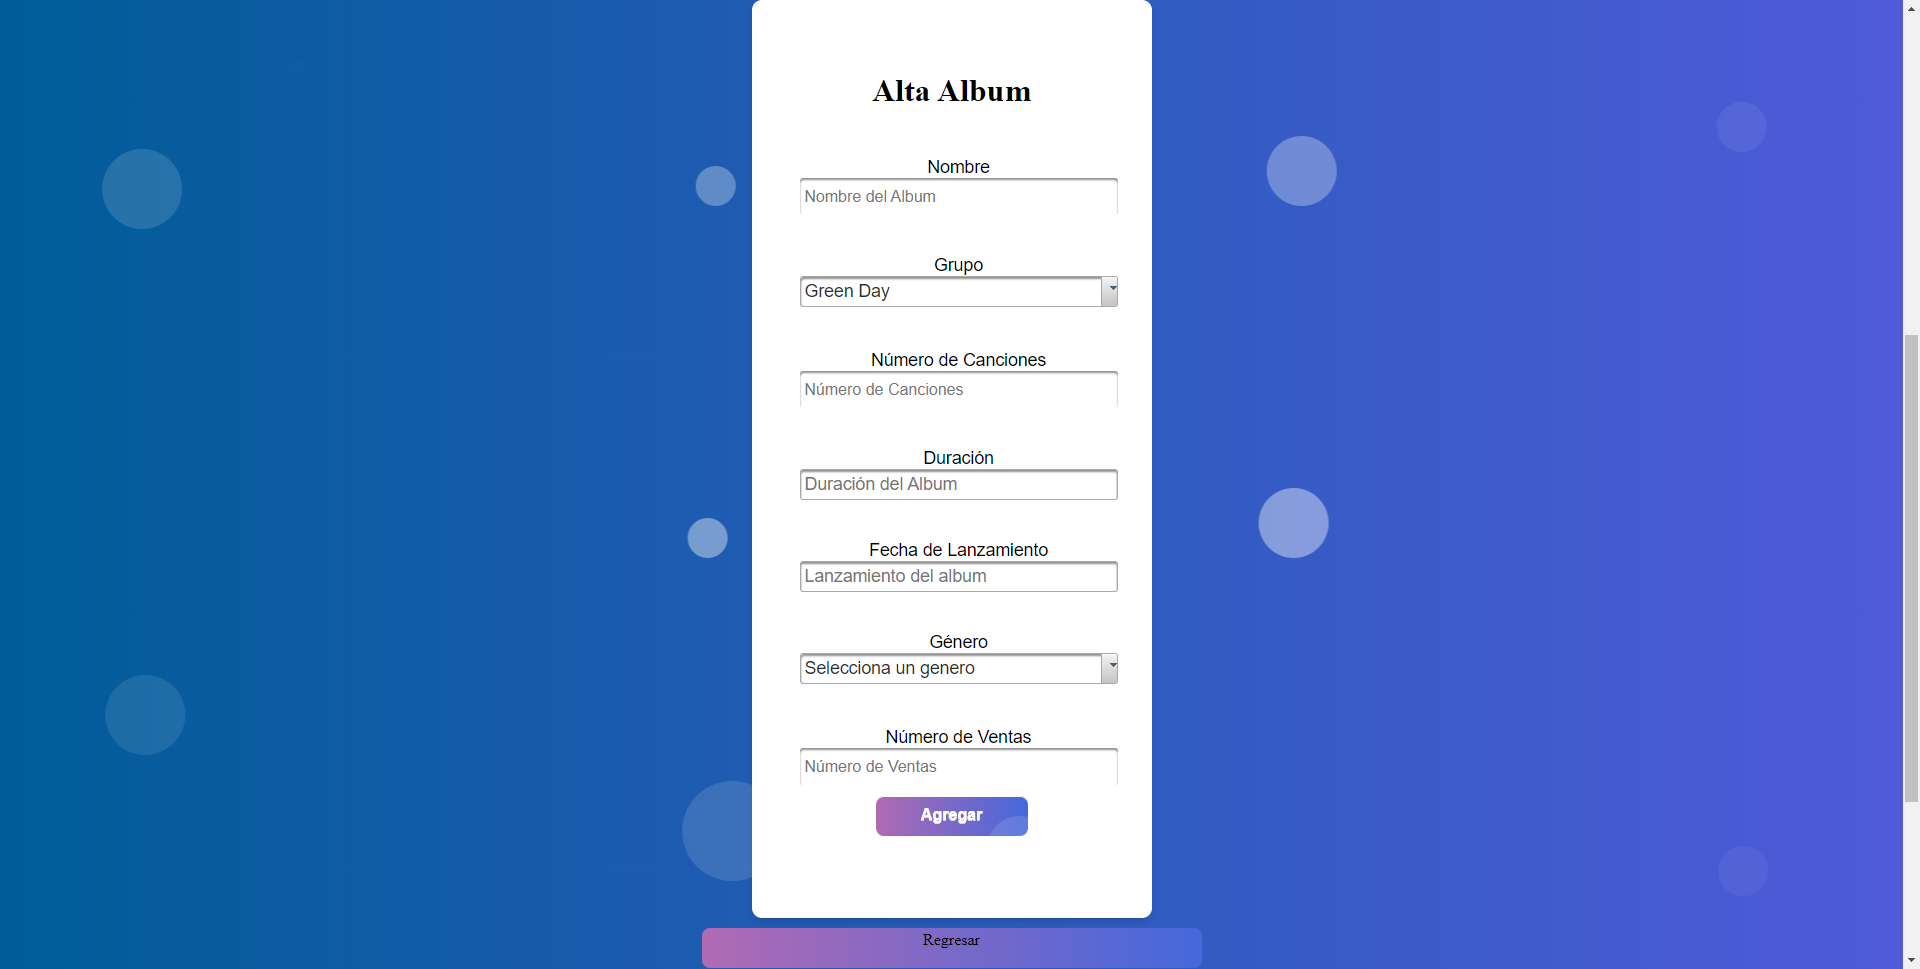 Alta Album
Nombre
Nombre del Album
Grupo
Green Day
Número de Canciones
Número de Canciones
Duración
Duración del Album
Fecha de Lanzamiento
Lanzamiento del album
Género
Selecciona un genero
Número de Ventas
Número de Ventas
Agregar
Regresar